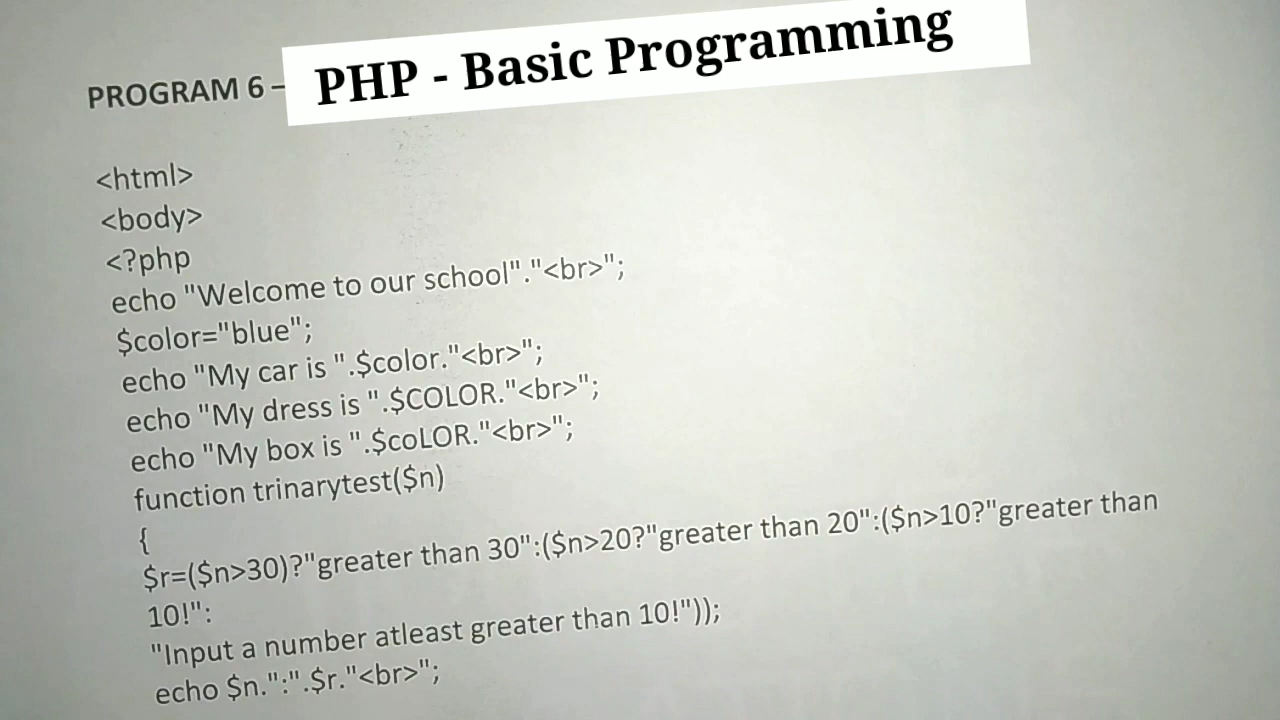 PROGRAM 6 – PHP - Basic Programming
<html>
<body>
<?php
echo "Welcome to our school"."<br>";
$color="blue";
echo "My car is ".$color."<br>";
echo "My dress is ".$COLOR."<br>";
echo "My box is ".$coLOR."<br>";
function trinarytest($n)
{
$r=($n>30)?"greater than 30":($n>20?"greater than 20":($n>10?"greater than
10!":
"Input a number atleast greater than 10!"));
echo $n.":".$r."<br>";